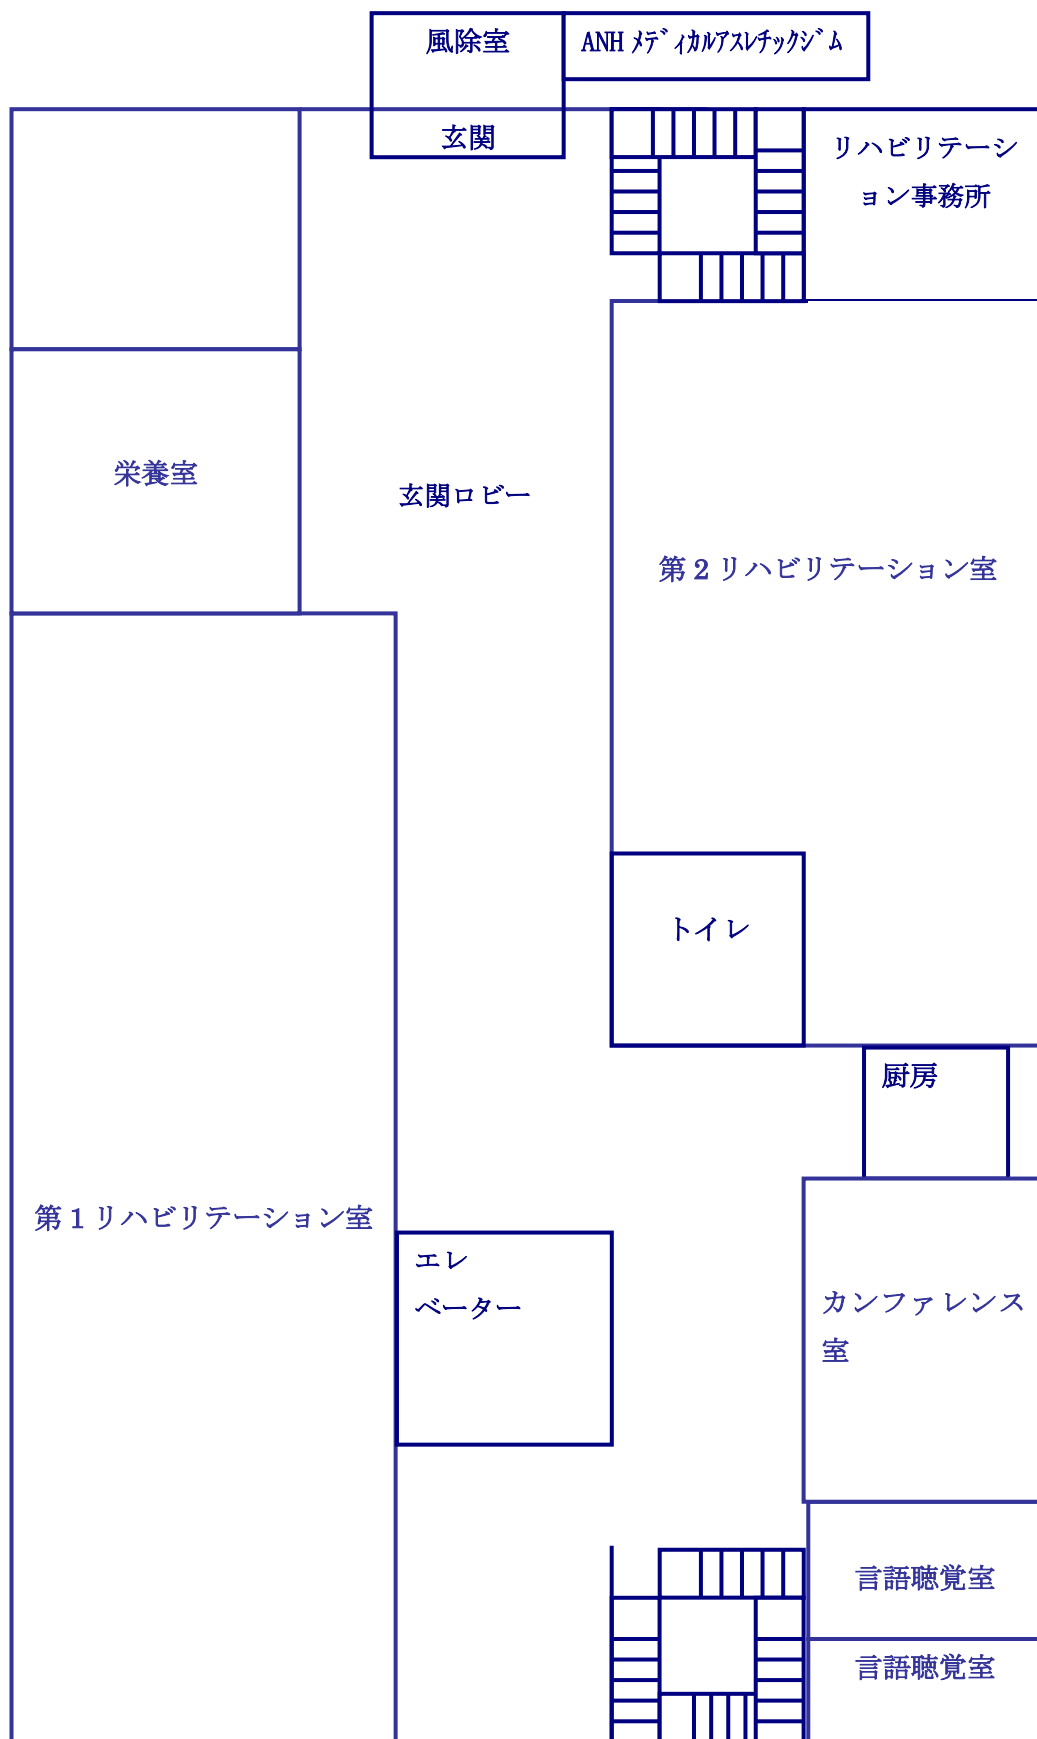 風除室
ANH メディカルアスレチックジム
玄関
リハビリテーシ
ョン事務所
栄養室
玄関ロビー
第2リハビリテーション室
トイレ
厨房
第1リハビリテーション室
エレ
ベーター
カンファレンス
室
言語聴覚室
言語聴覚室